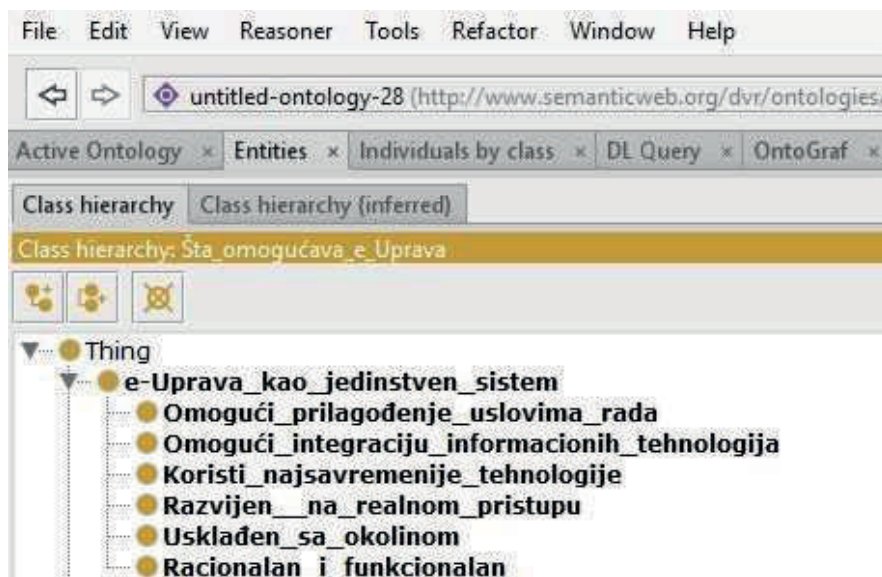 File Edit View Reasoner Tools Refactor Window Help
untitled-ontology-28 (http://www.semanticweb.org/dvr/ontologies/
Active Ontology × Entities × Individuals by class × DL Query × OntoGraf ×
Class hierarchy Class hierarchy (inferred)
Class hierarchy: Šta_omogućava_e_Uprava
Thing
e-Uprava_kao_jedinstven_sistem
Omogući_prilagođenje_uslovima_rada
Omogući_integraciju_informacionih_tehnologija
Koristi_najsavremenije_tehnologije
Razvijen__na_realnom_pristupu
Usklađen_sa_okolinom
Racionalan_i_funkcionalan